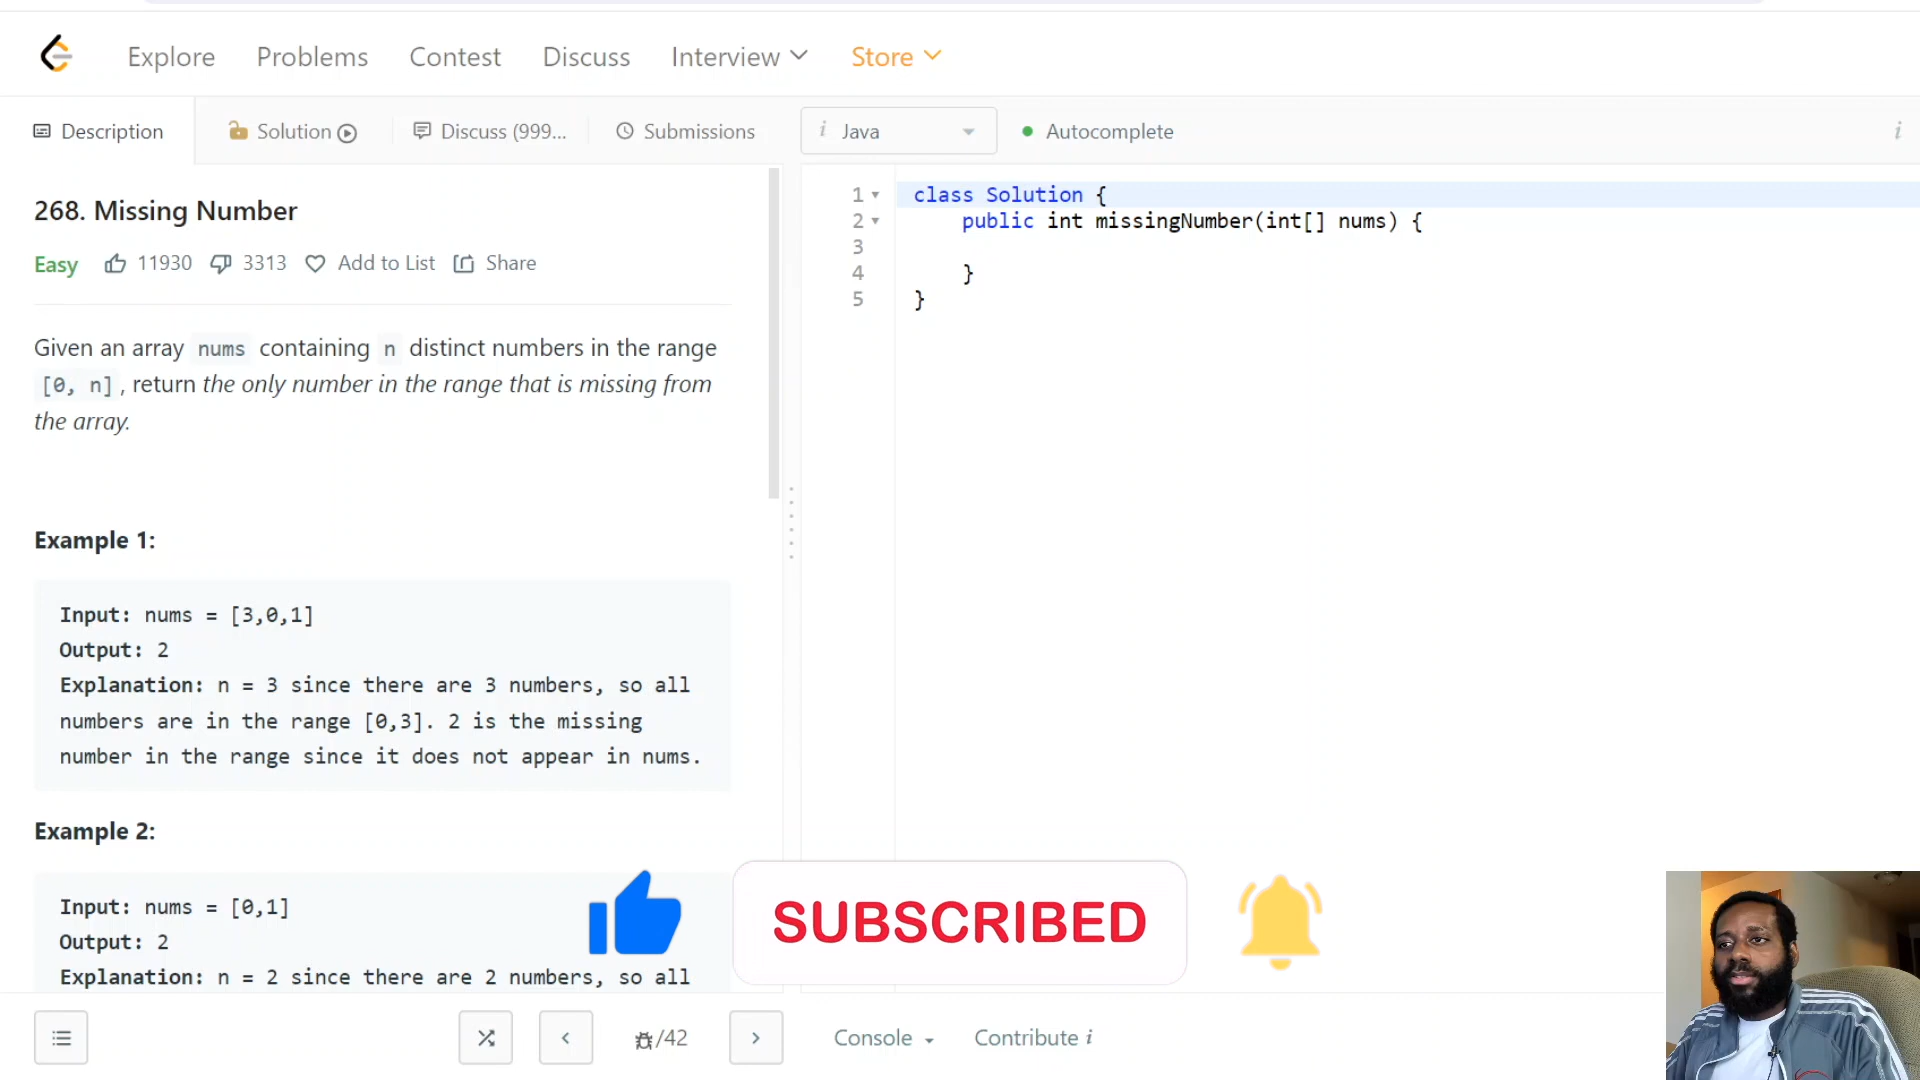 Explore Problems Contest Discuss Interview Store
Description Solution Discuss (999... Submissions
i Java Autocomplete i
268. Missing Number
Easy 11930 3313 Add to List Share
Given an array nums containing n distinct numbers in the range
[0, n], return the only number in the range that is missing from
the array.
Example 1:
Input: nums = [3,0,1]
Output: 2
Explanation: n = 3 since there are 3 numbers, so all
numbers are in the range [0,3]. 2 is the missing
number in the range since it does not appear in nums.
Example 2:
Input: nums = [0,1]
Output: 2
Explanation: n = 2 since there are 2 numbers, so all
1 class Solution {
2 public int missingNumber(int[] nums) {
3
4 }
5 }
SUBSCRIBED
/42
Console Contribute i